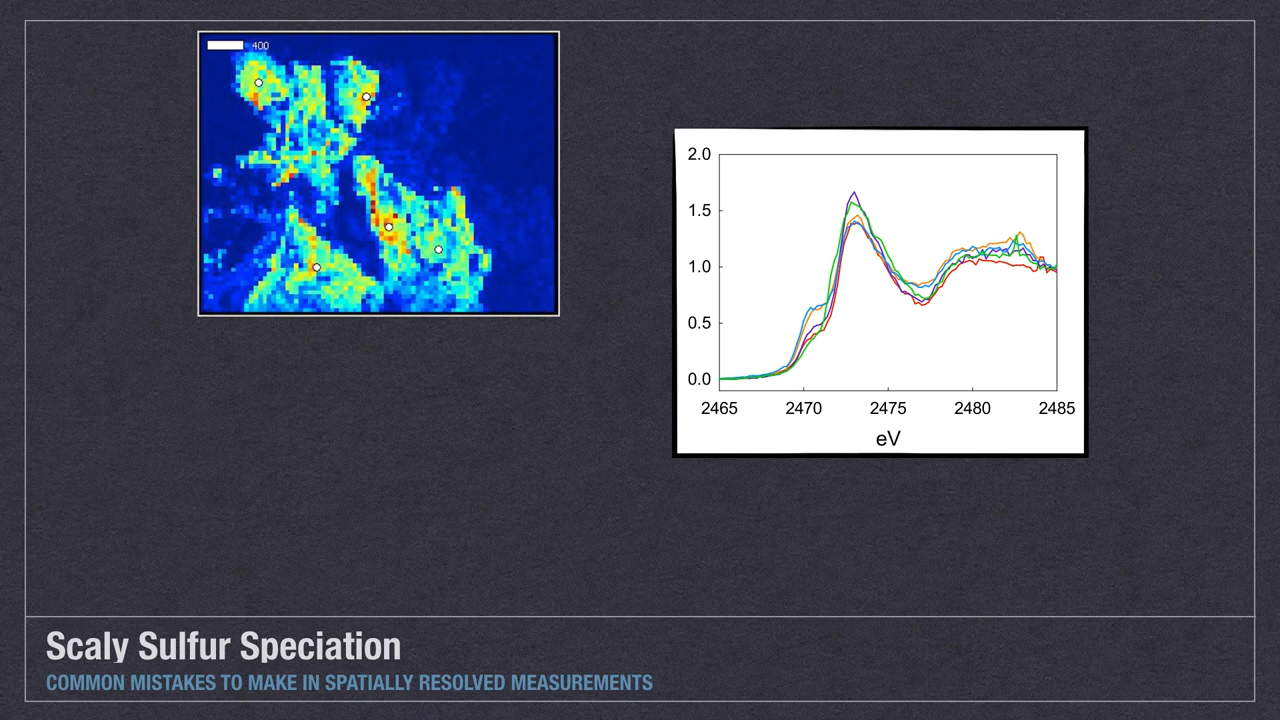 400
2.0
1.5
1.0
0.5
0.0
2465 2470 2475 2480 2485
eV
Scaly Sulfur Speciation
COMMON MISTAKES TO MAKE IN SPATIALLY RESOLVED MEASUREMENTS